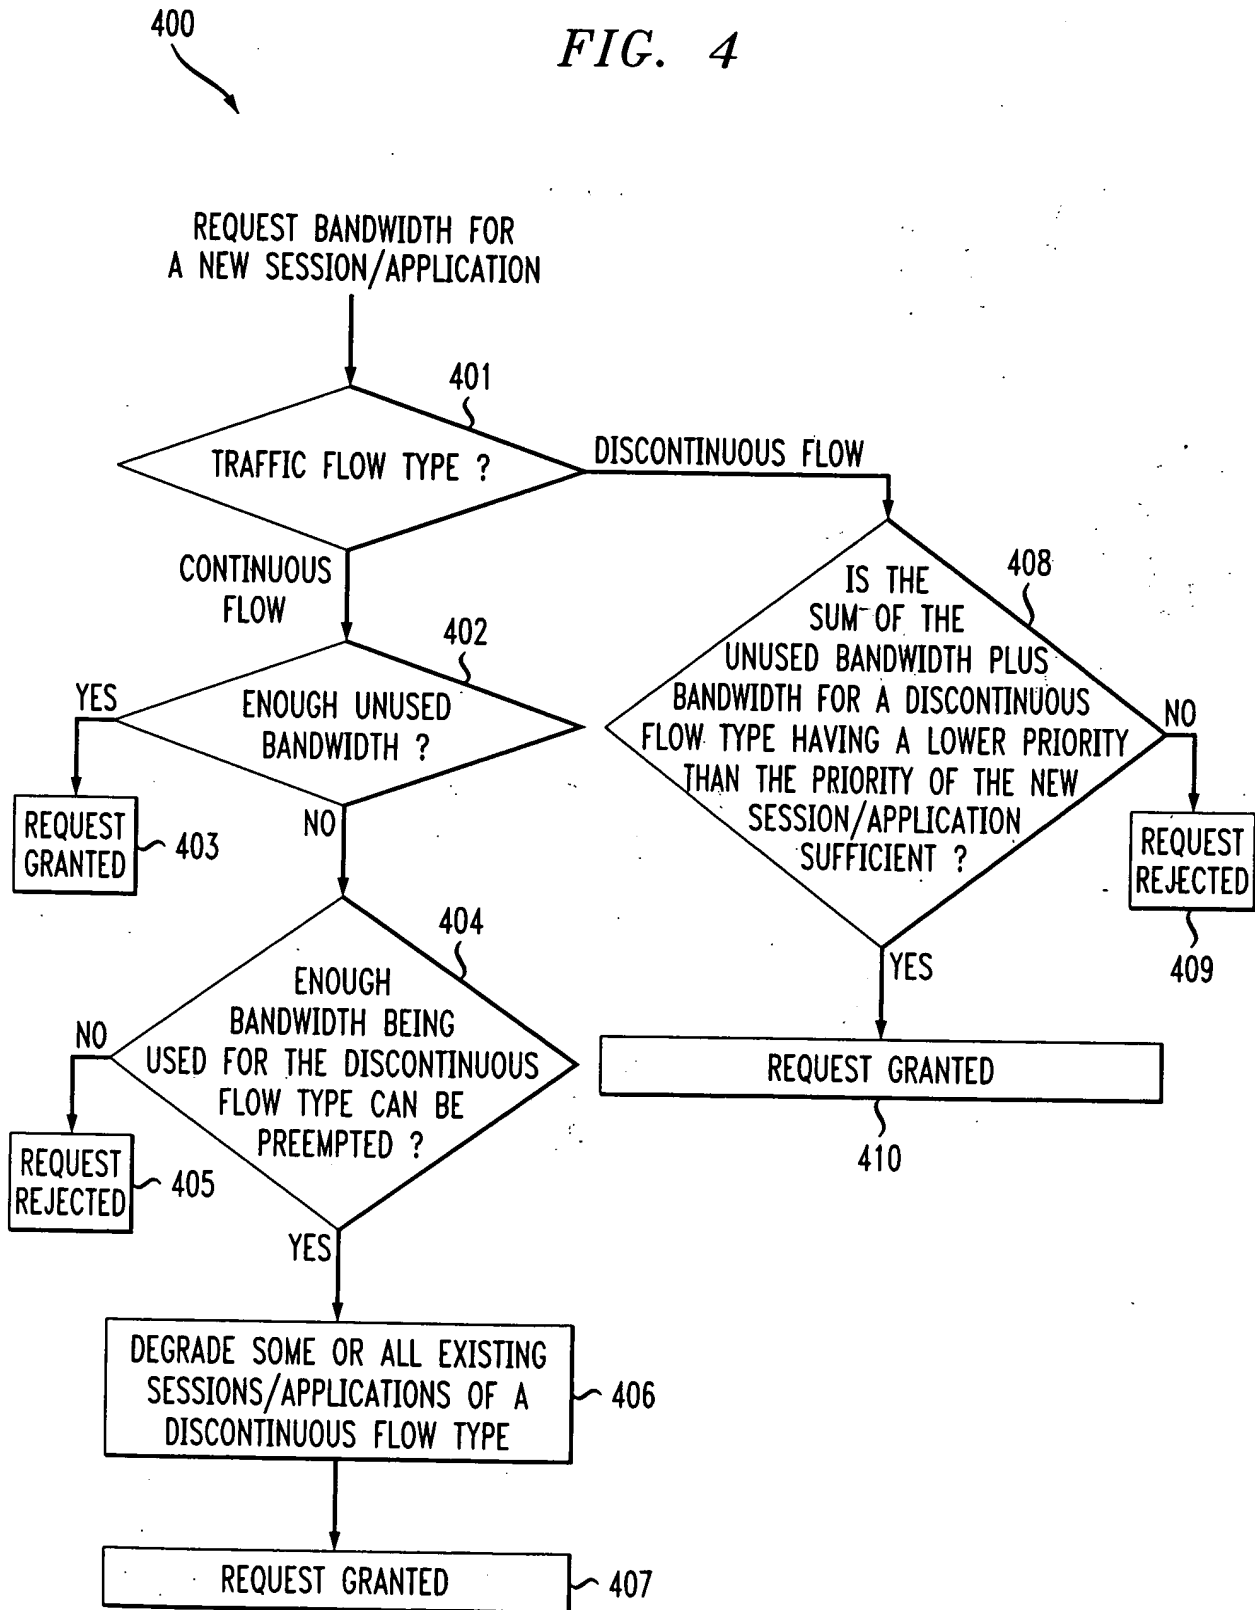 400
FIG. 4
REQUEST BANDWIDTH FOR
A NEW SESSION/APPLICATION
401
TRAFFIC FLOW TYPE ?
DISCONTINUOUS FLOW
CONTINUOUS
FLOW
402
YES
ENOUGH UNUSED
BANDWIDTH ?
REQUEST
GRANTED
403
NO
404
ENOUGH
BANDWIDTH BEING
USED FOR THE DISCONTINUOUS
FLOW TYPE CAN BE
PREEMPTED ?
NO
REQUEST
REJECTED
405
YES
DEGRADE SOME OR ALL EXISTING
SESSIONS/APPLICATIONS OF A
DISCONTINUOUS FLOW TYPE
406
REQUEST GRANTED
407
408
IS THE
SUM OF THE
UNUSED BANDWIDTH PLUS
BANDWIDTH FOR A DISCONTINUOUS
FLOW TYPE HAVING A LOWER PRIORITY
THAN THE PRIORITY OF THE NEW
SESSION/APPLICATION
SUFFICIENT ?
NO
REQUEST
REJECTED
409
YES
REQUEST GRANTED
410